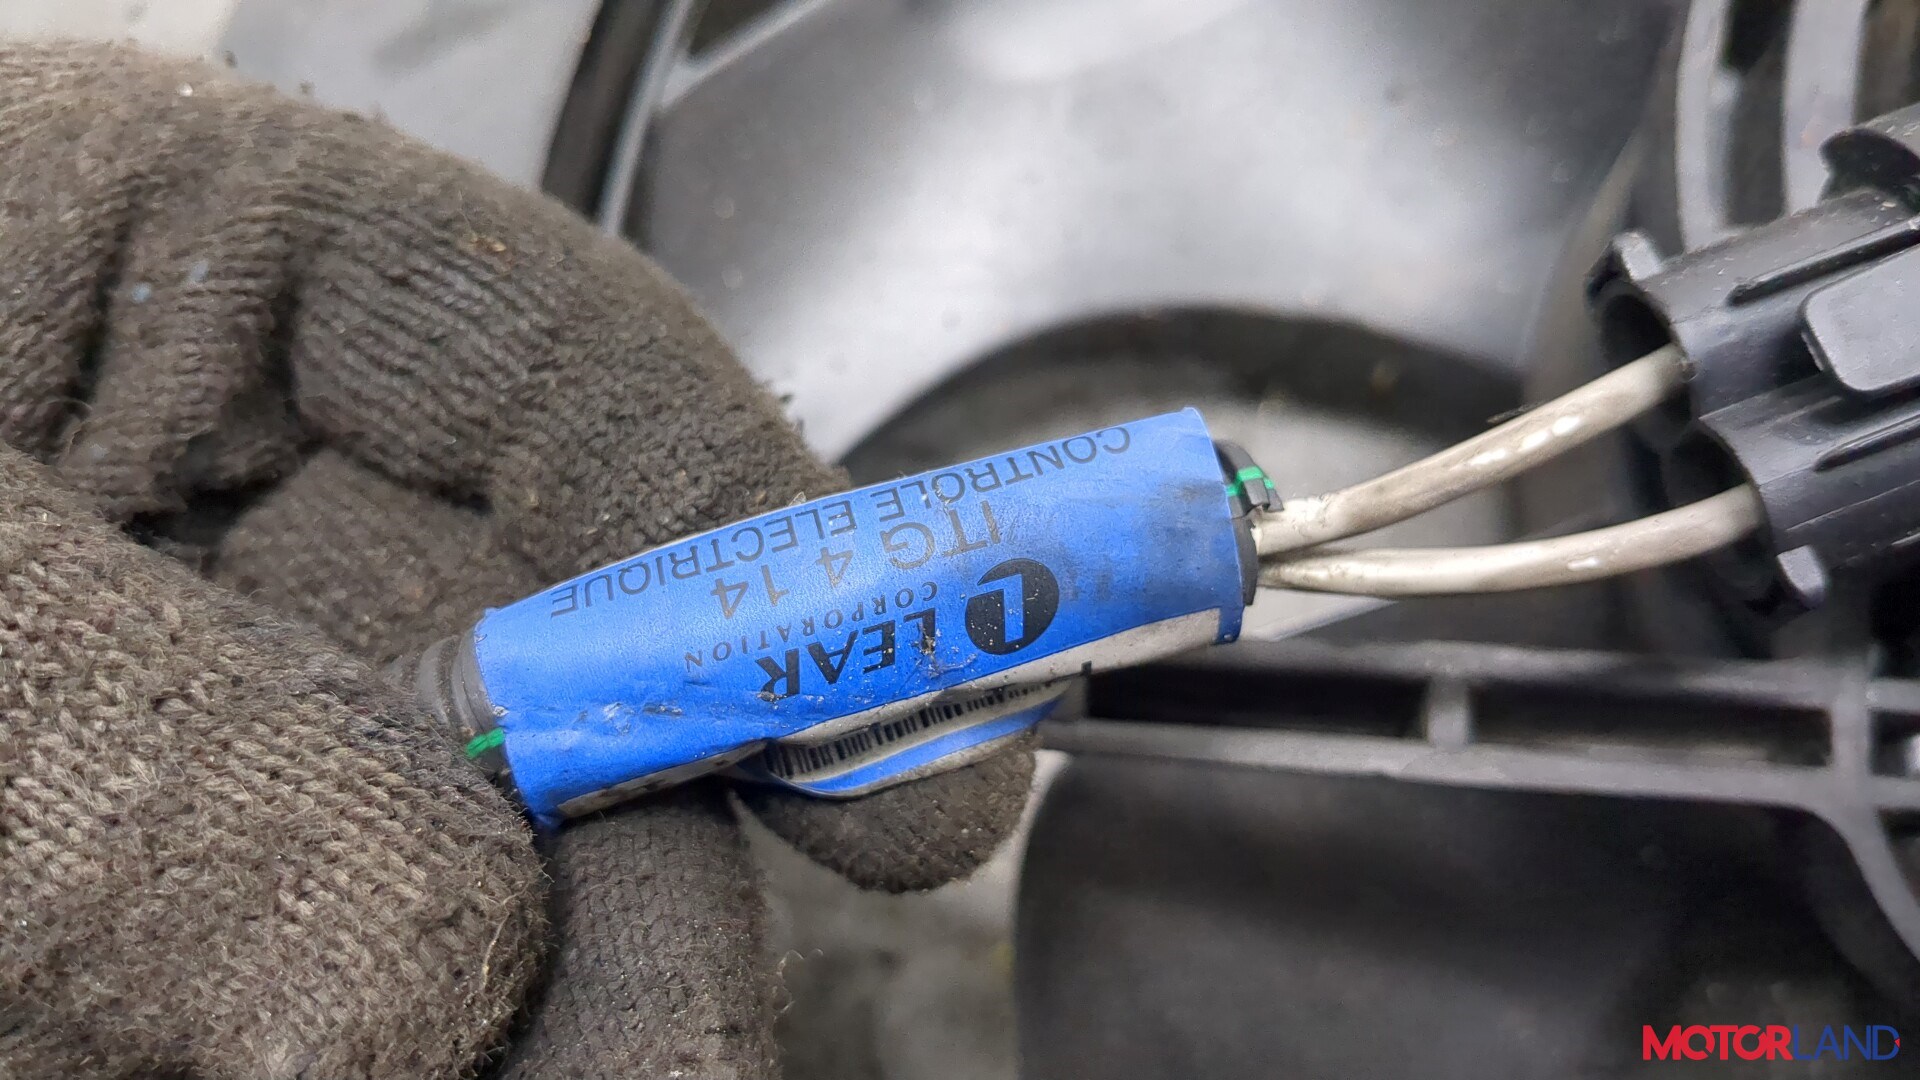 L LEAR
CORPORATION
ITG 4 14
CONTROLE ELECTRIQUE
MOTORLAND